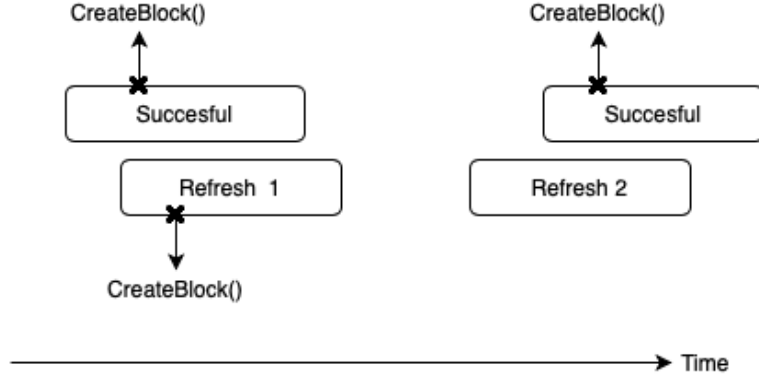 CreateBlock()
CreateBlock()
Succesful
Succesful
Refresh 1
Refresh 2
CreateBlock()
Time